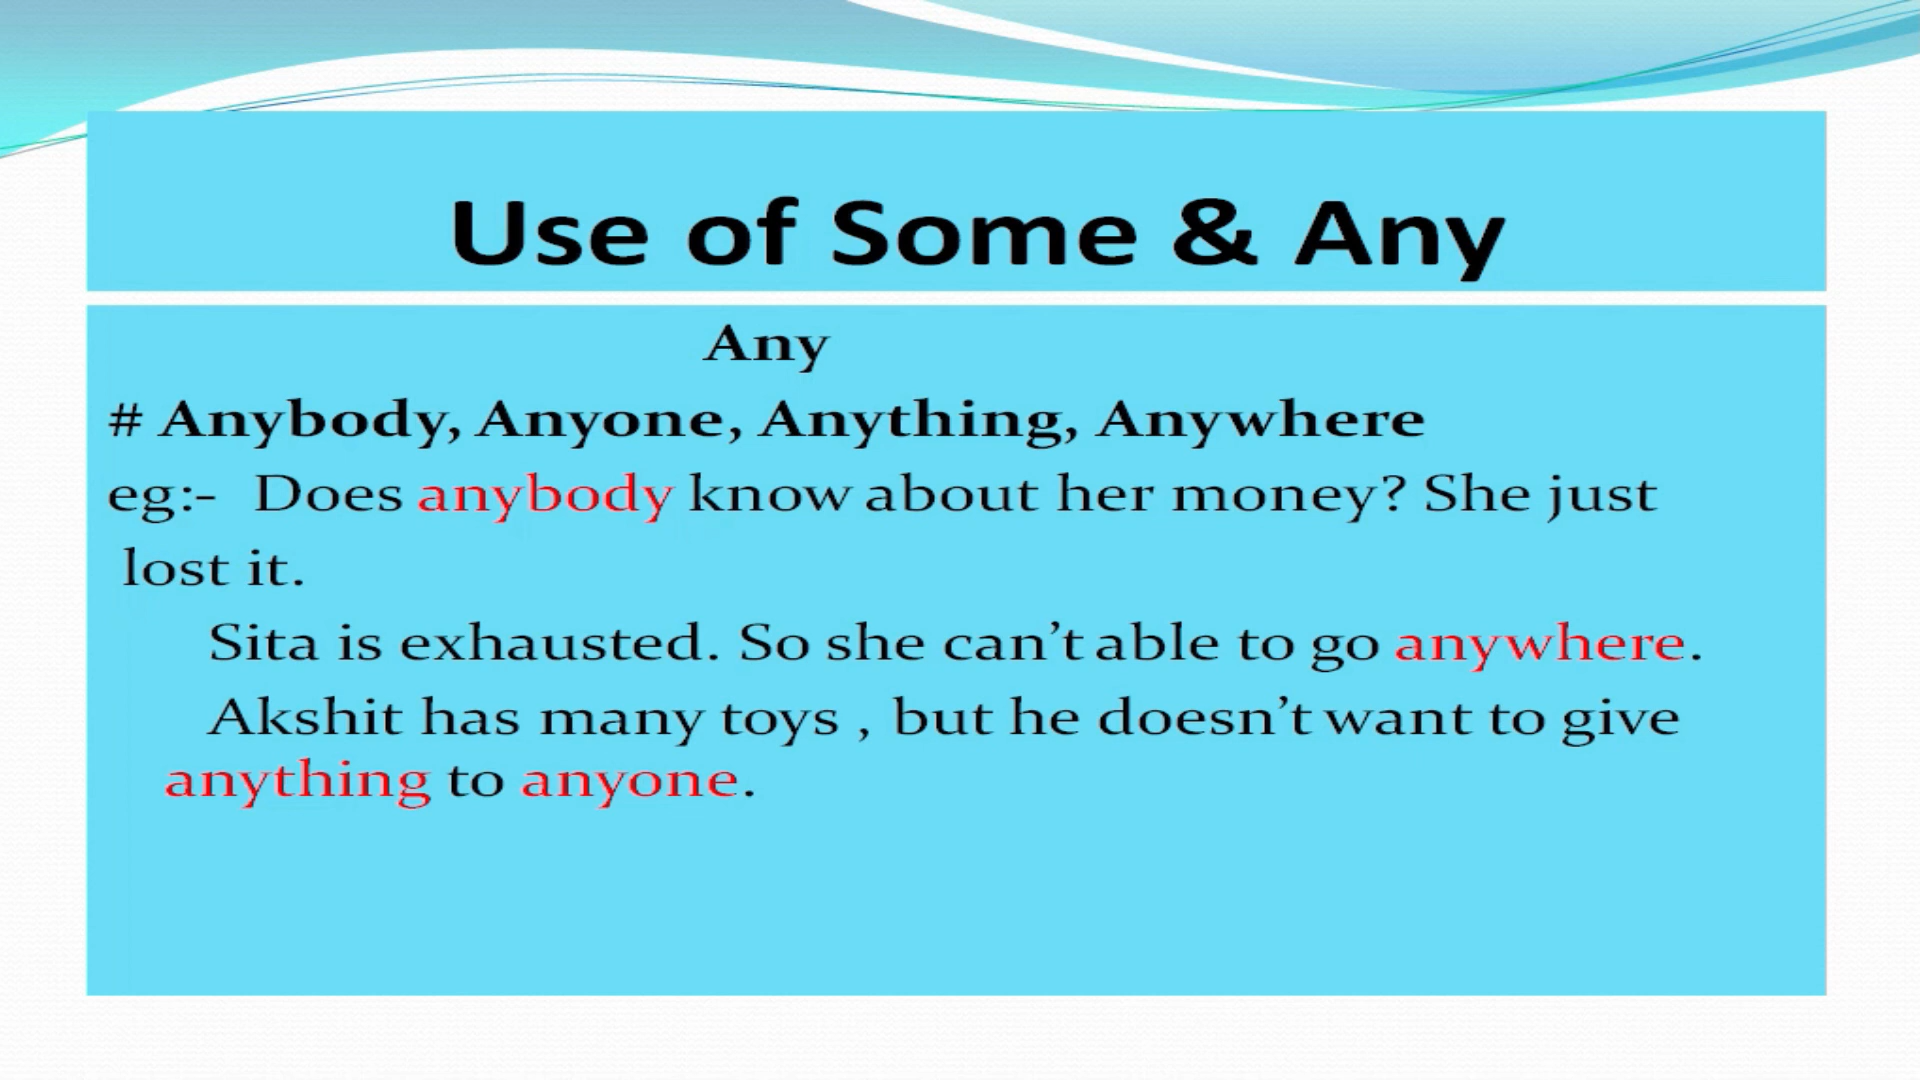 Use of Some & Any
Any
# Anybody, Anyone, Anything, Anywhere
eg:- Does anybody know about her money? She just
lost it.
Sita is exhausted. So she can’t able to go anywhere.
Akshit has many toys , but he doesn’t want to give
anything to anyone.